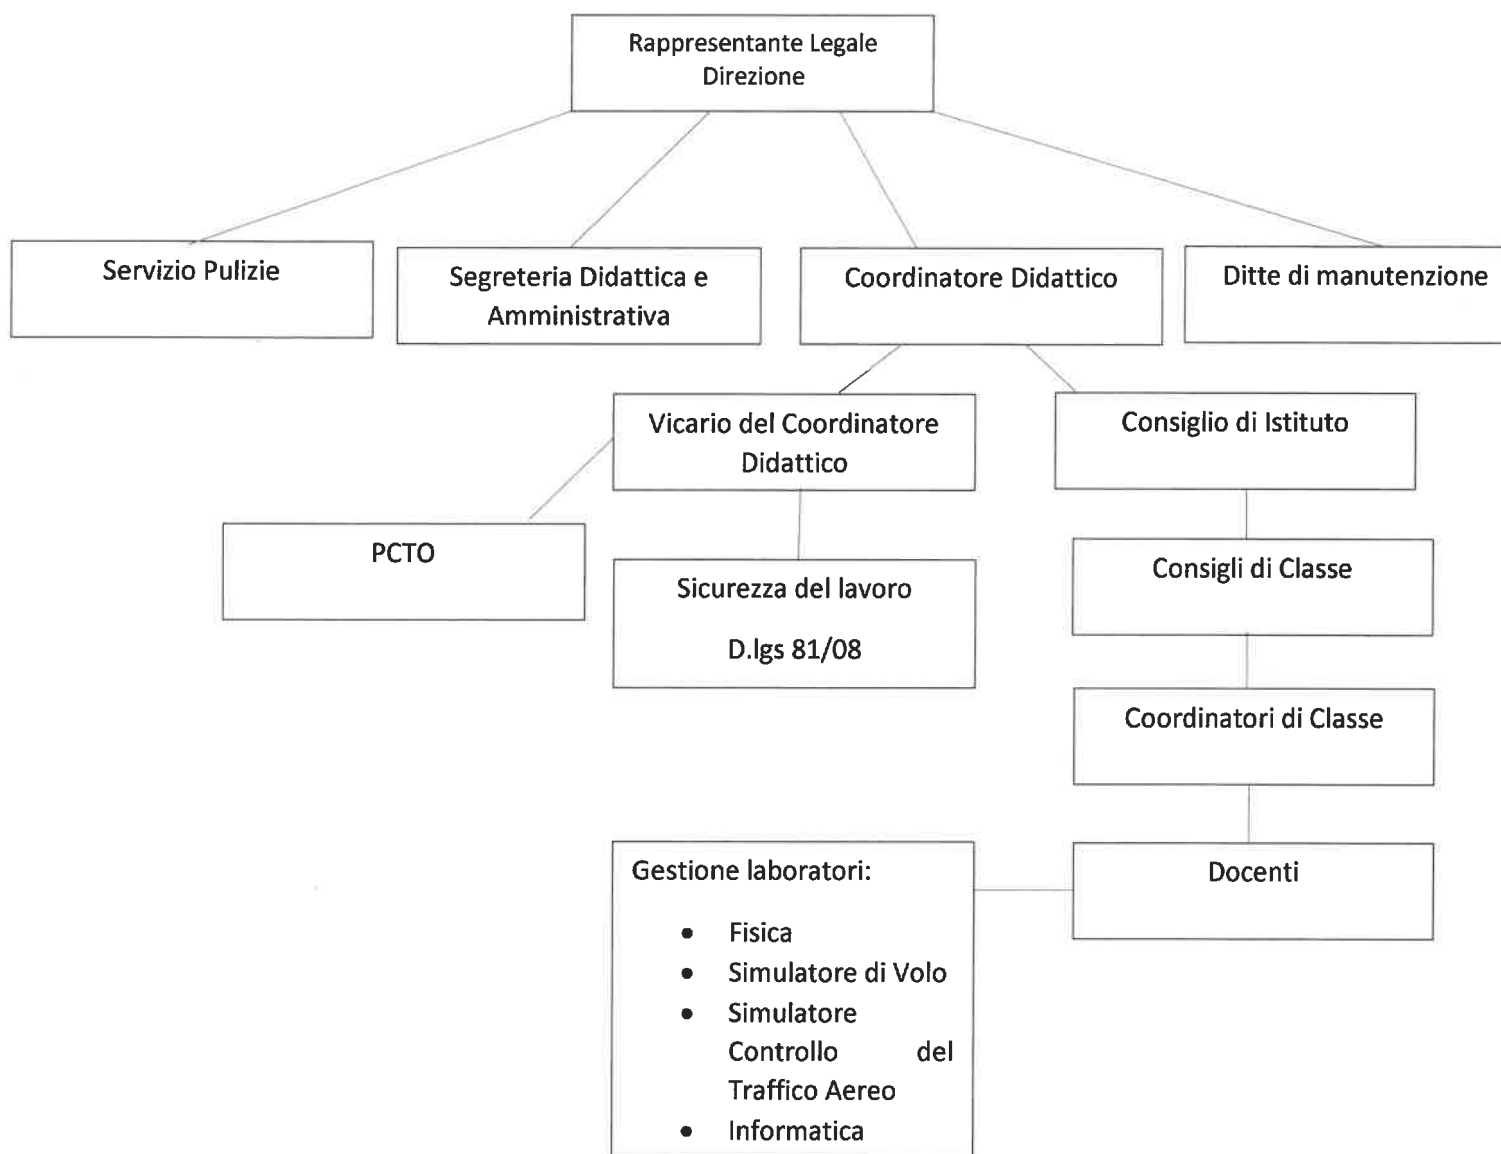 Rappresentante Legale
Direzione
Servizio Pulizie
Segreteria Didattica e
Amministrativa
Coordinatore Didattico
Ditte di manutenzione
Vicario del Coordinatore
Didattico
Consiglio di Istituto
PCTO
Sicurezza del lavoro
D.lgs 81/08
Consigli di Classe
Coordinatori di Classe
Gestione laboratori:
• Fisica
• Simulatore di Volo
• Simulatore
Controllo del
Traffico Aereo
• Informatica
Docenti